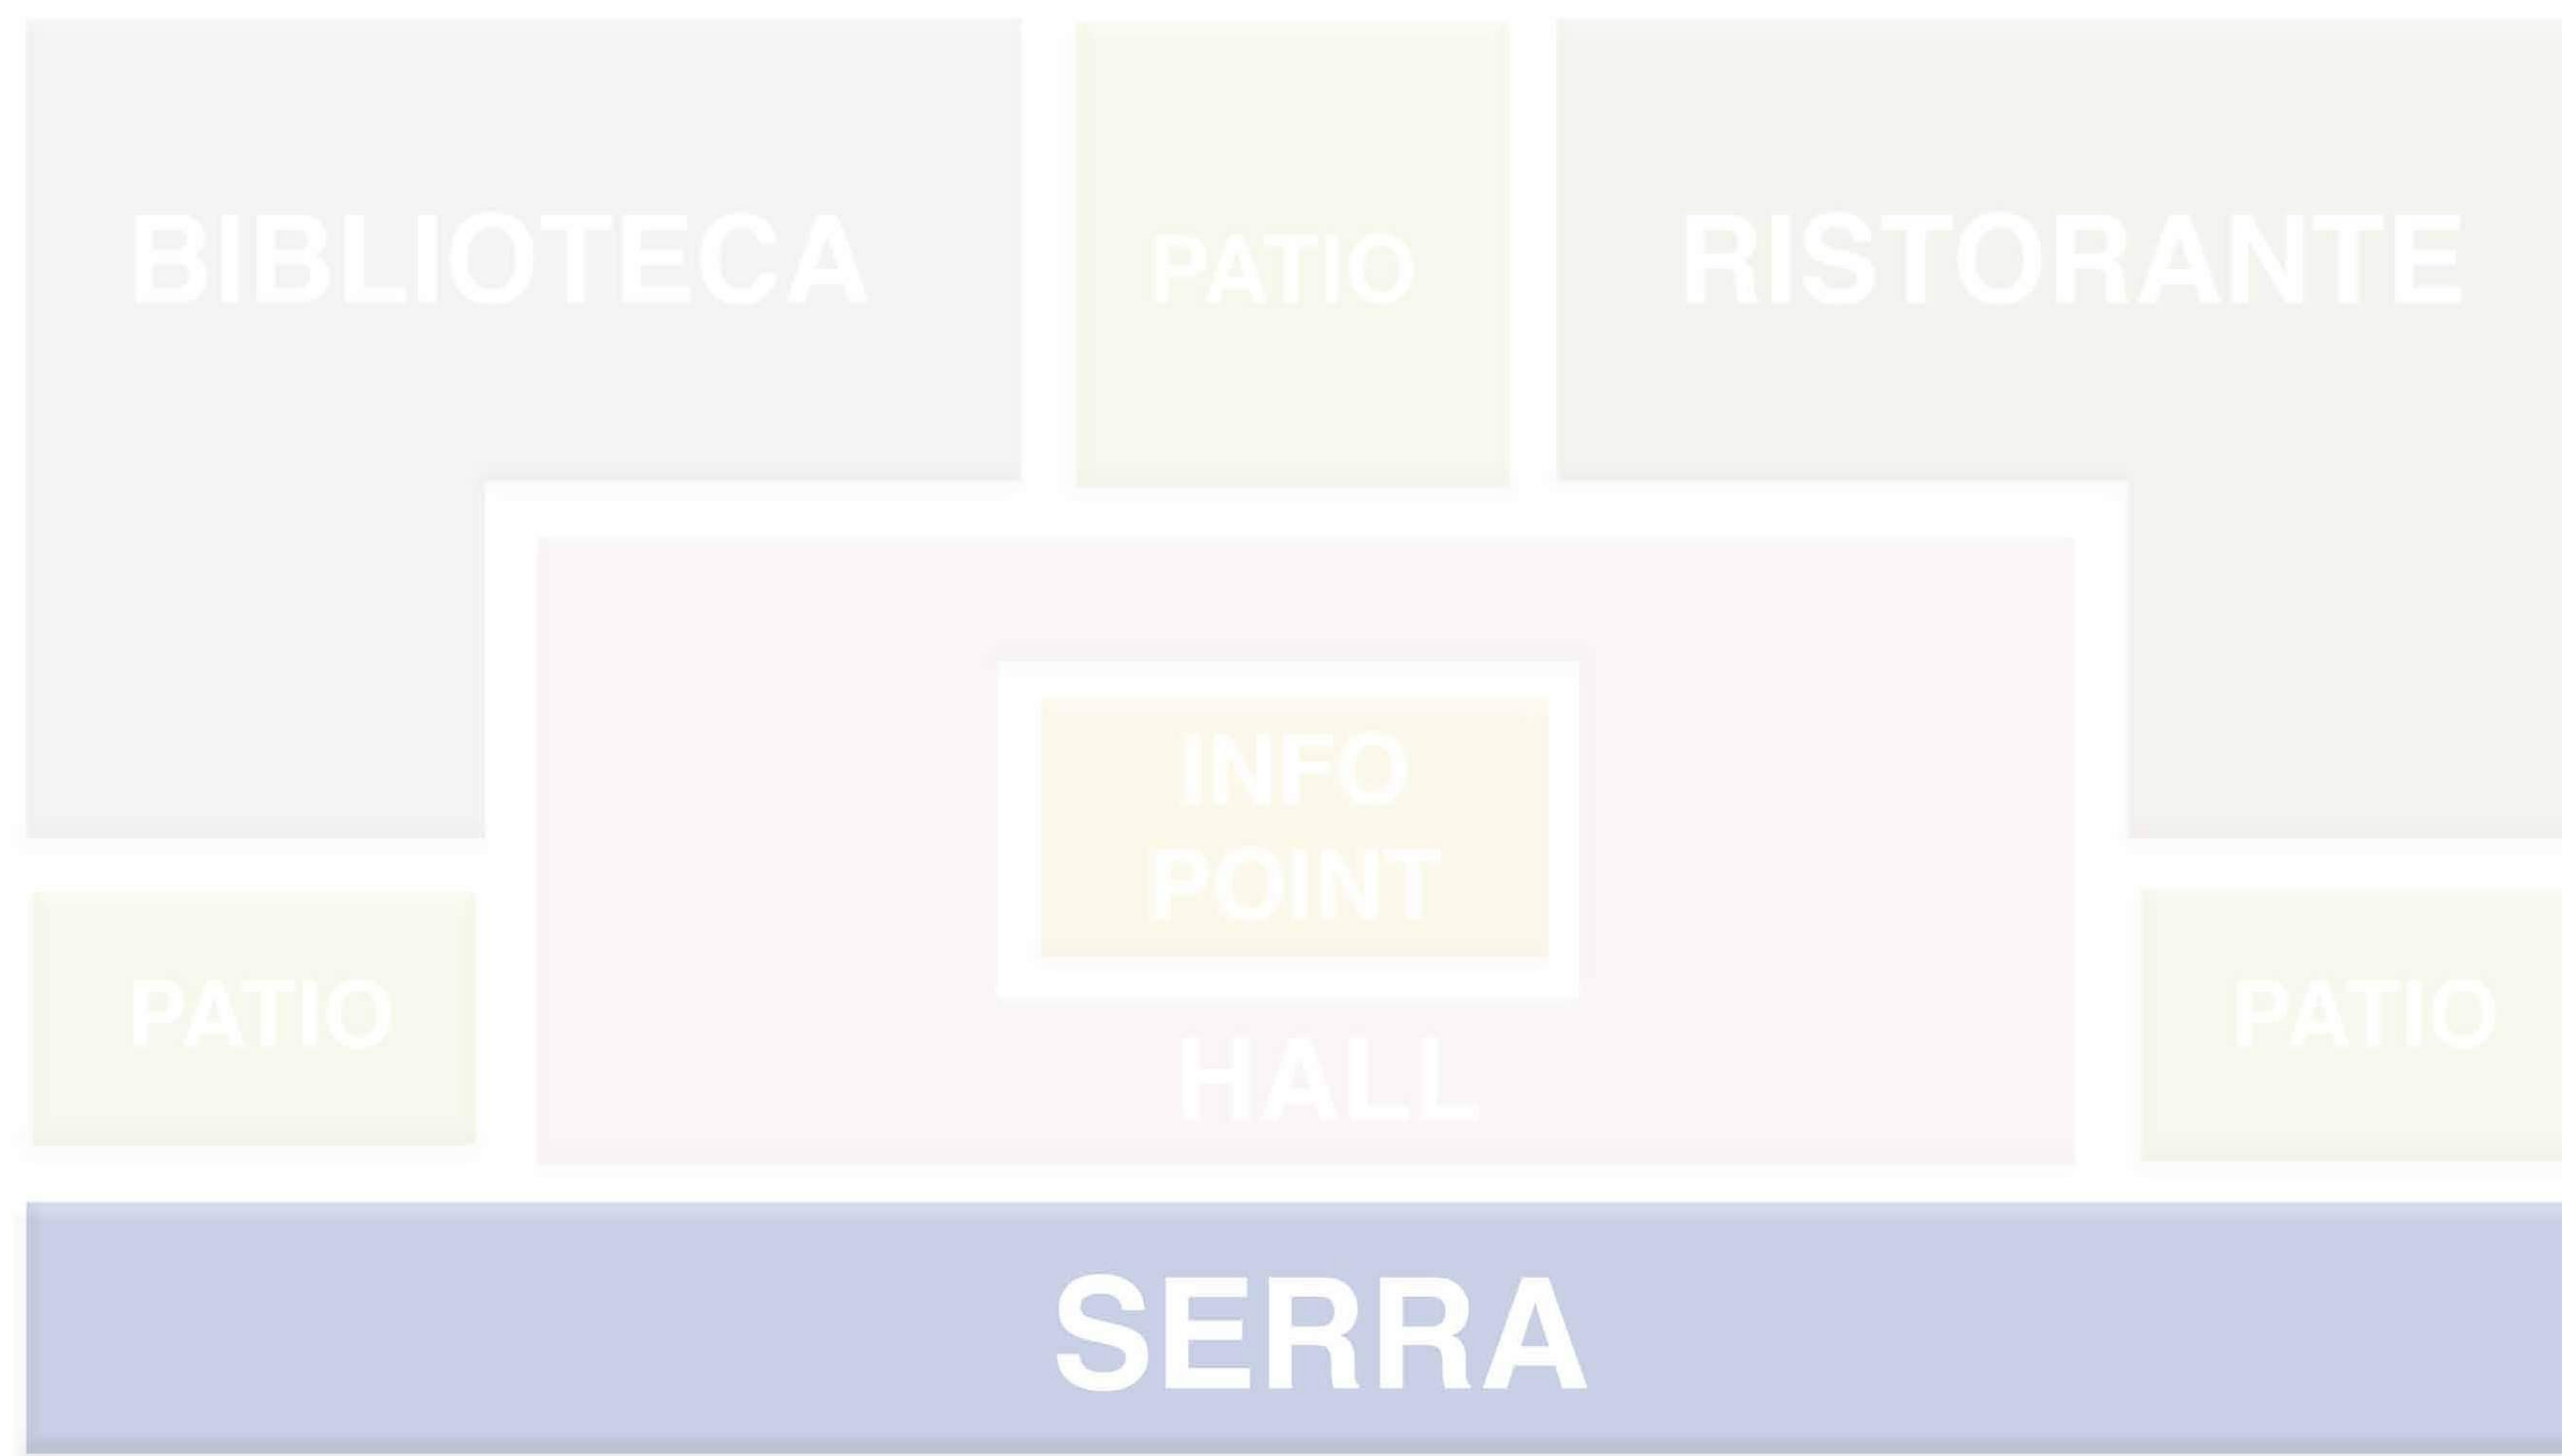 BIBLIOTECA
PATIO
RISTORANTE
INFO
POINT
PATIO
HALL
PATIO
SERRA